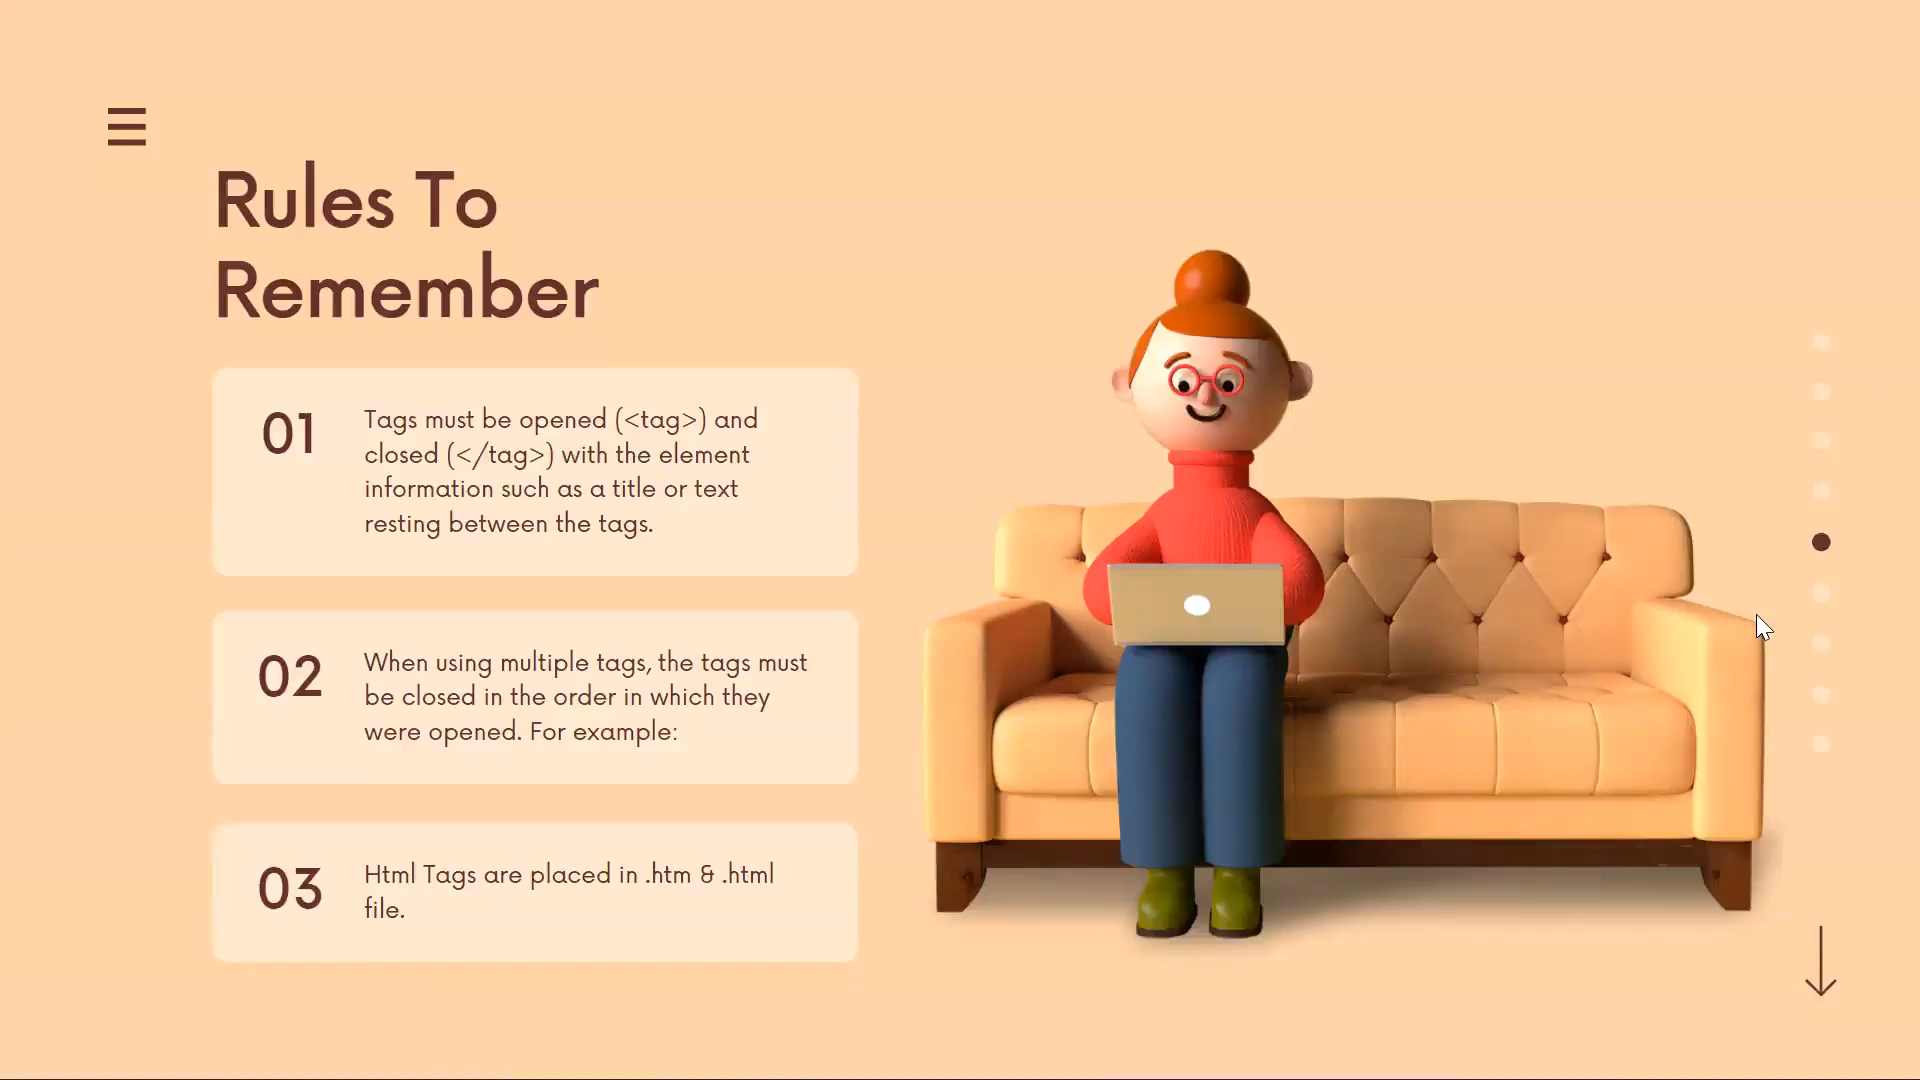 Rules To
Remember
01
Tags must be opened (<tag>) and
closed (</tag>) with the element
information such as a title or text
resting between the tags.
02
When using multiple tags, the tags must
be closed in the order in which they
were opened. For example:
03
Html Tags are placed in .htm & .html
file.